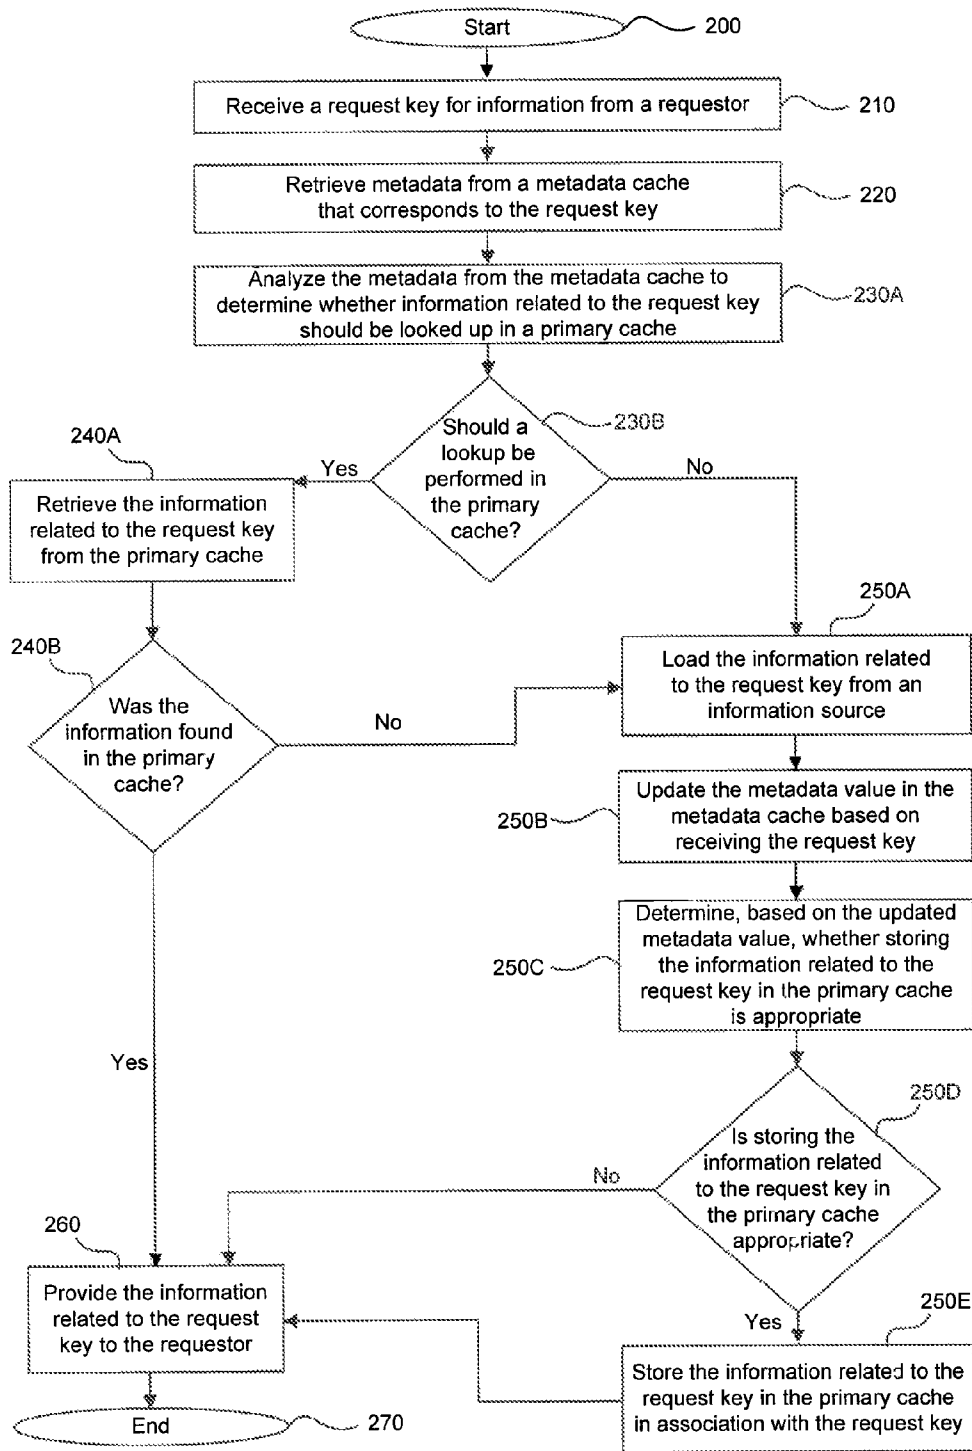 Start
200
Receive a request key for information from a requestor
210
Retrieve metadata from a metadata cache
that corresponds to the request key
220
Analyze the metadata from the metadata cache to
determine whether information related to the request key
should be looked up in a primary cache
230A
Should a
lookup be
performed in
the primary
cache?
230B
Yes
No
240A
Retrieve the information
related to the request key
from the primary cache
240B
Was the
information found
in the primary
cache?
No
Yes
250A
Load the information related
to the request key from an
information source
250B
Update the metadata value in the
metadata cache based on
receiving the request key
250C
Determine, based on the updated
metadata value, whether storing
the information related to the
request key in the primary cache
is appropriate
250D
Is storing the
information related
to the request key in
the primary cache
appropriate?
No
Yes
250E
Store the information related to the
request key in the primary cache
in association with the request key
260
Provide the information
related to the request
key to the requestor
End
270